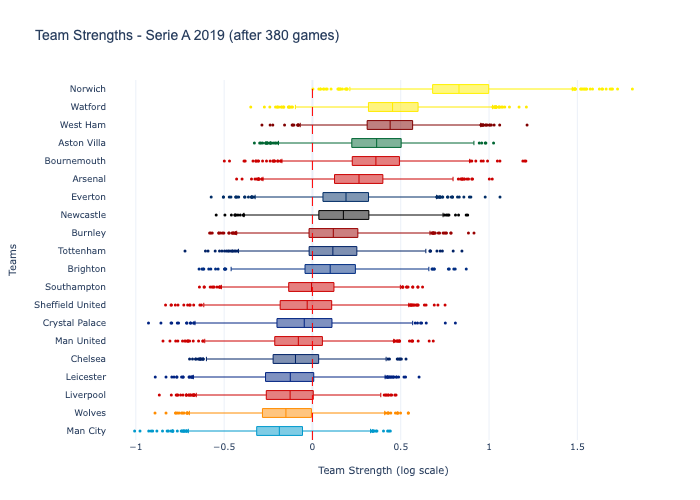 Team Strengths - Serie A 2019 (after 380 games)
Norwich
Watford
West Ham
Aston Villa
Bournemouth
Arsenal
Everton
Newcastle
Burnley
Tottenham
Brighton
Southampton
Sheffield United
Crystal Palace
Man United
Chelsea
Leicester
Liverpool
Wolves
Man City
Teams
−1 −0.5 0 0.5 1 1.5
Team Strength (log scale)